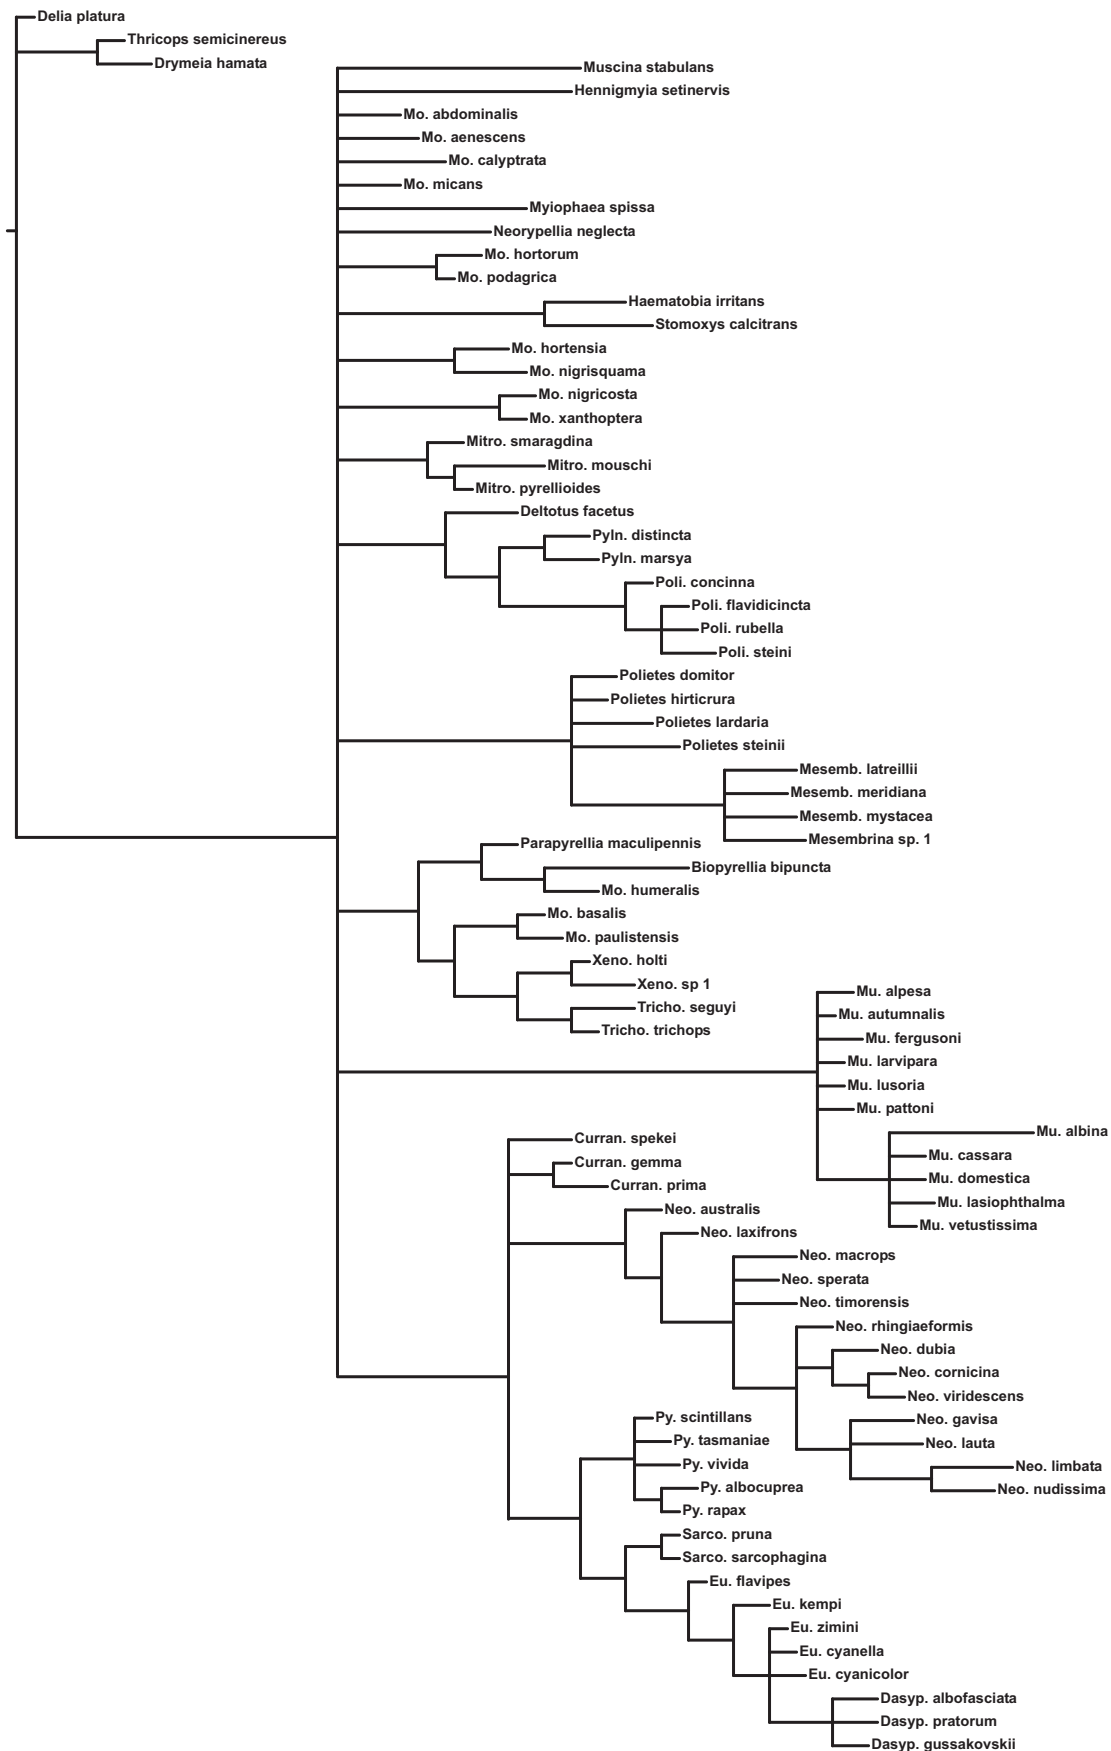 Delia platura
Thricops semicinereus
Drymeia hamata
Muscina stabulans
Hennigmyia setinervis
Mo. abdominalis
Mo. aenescens
Mo. calyptrata
Mo. micans
Myiophaea spissa
Neorypellia neglecta
Mo. hortorum
Mo. podagrica
Haematobia irritans
Stomoxys calcitrans
Mo. hortensia
Mo. nigrisquama
Mo. nigricosta
Mo. xanthoptera
Mitro. smaragdina
Mitro. mouschi
Mitro. pyrellioides
Deltotus facetus
Pyln. distincta
Pyln. marsya
Poli. concinna
Poli. flavidicincta
Poli. rubella
Poli. steini
Polietes domitor
Polietes hirticrura
Polietes lardaria
Polietes steinii
Mesemb. latreillii
Mesemb. meridiana
Mesemb. mystacea
Mesembrina sp. 1
Parapyrellia maculipennis
Biopyrellia bipuncta
Mo. humeralis
Mo. basalis
Mo. paulistensis
Xeno. holti
Xeno. sp 1
Tricho. seguyi
Tricho. trichops
Mu. alpesa
Mu. autumnalis
Mu. fergusoni
Mu. larvipara
Mu. lusoria
Mu. pattoni
Mu. albina
Mu. cassara
Mu. domestica
Mu. lasiophthalma
Mu. vetustissima
Curran. spekei
Curran. gemma
Curran. prima
Neo. australis
Neo. laxifrons
Neo. macrops
Neo. sperata
Neo. timorensis
Neo. rhingiaeformis
Neo. dubia
Neo. cornicina
Neo. viridescens
Neo. gavisa
Neo. lauta
Neo. limbata
Neo. nudissima
Py. scintillans
Py. tasmaniae
Py. vivida
Py. albocuprea
Py. rapax
Sarco. pruna
Sarco. sarcophagina
Eu. flavipes
Eu. kempi
Eu. zimini
Eu. cyanella
Eu. cyanicolor
Dasyp. albofasciata
Dasyp. pratorum
Dasyp. gussakovskii